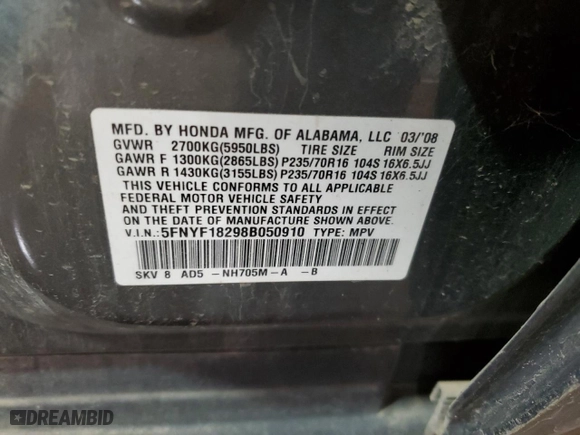 MFD. BY HONDA MFG. OF ALABAMA, LLC 03/'08
GVWR 2700KG(5950LBS) TIRE SIZE RIM SIZE
GAWR F 1300KG(2865LBS) P235/70R16 104S 16X6.5JJ
GAWR R 1430KG(3155LBS) P235/70R16 104S 16X6.5JJ
THIS VEHICLE CONFORMS TO ALL APPLICABLE
FEDERAL MOTOR VEHICLE SAFETY
AND THEFT PREVENTION STANDARDS IN EFFECT
ON THE DATE OF MANUFACTURE SHOWN ABOVE.
V.I.N.: 5FNYF18298B050910 TYPE: MPV
SKV 8 AD5 -NH705M-A -B
DREAMBID